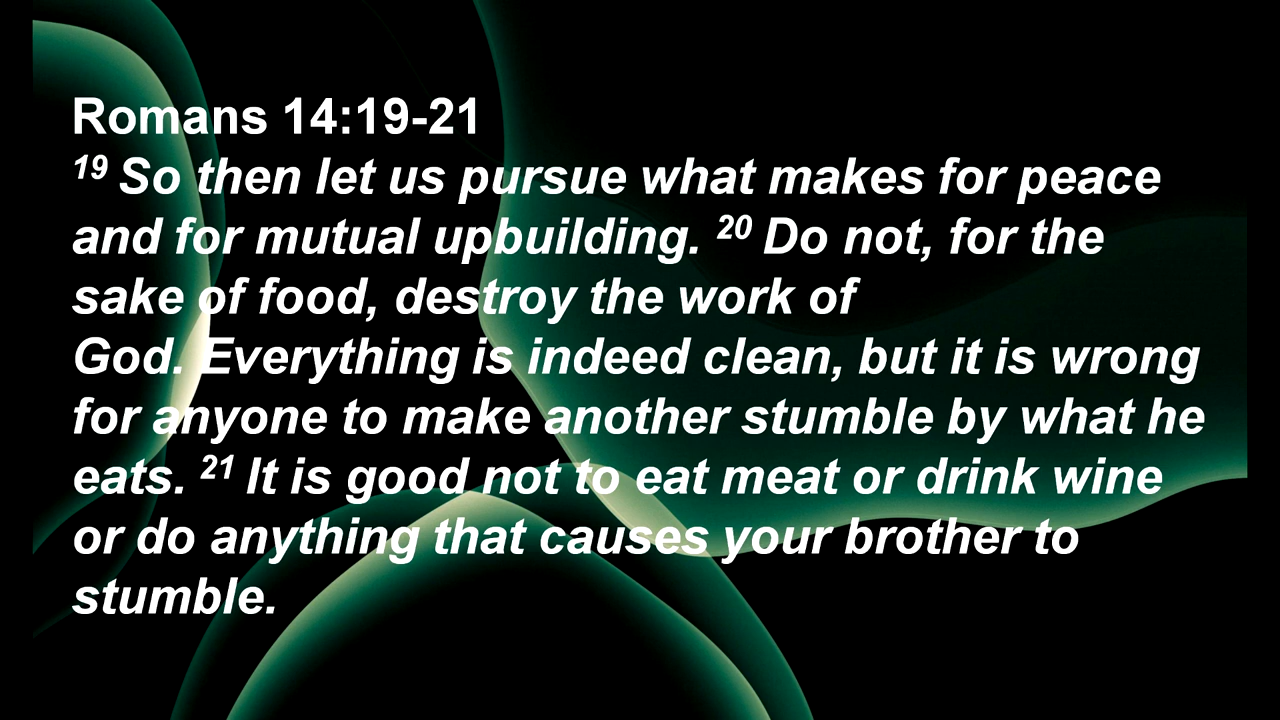 Romans 14:19-21
19 So then let us pursue what makes for peace
and for mutual upbuilding. 20 Do not, for the
sake of food, destroy the work of
God. Everything is indeed clean, but it is wrong
for anyone to make another stumble by what he
eats. 21 It is good not to eat meat or drink wine
or do anything that causes your brother to
stumble.